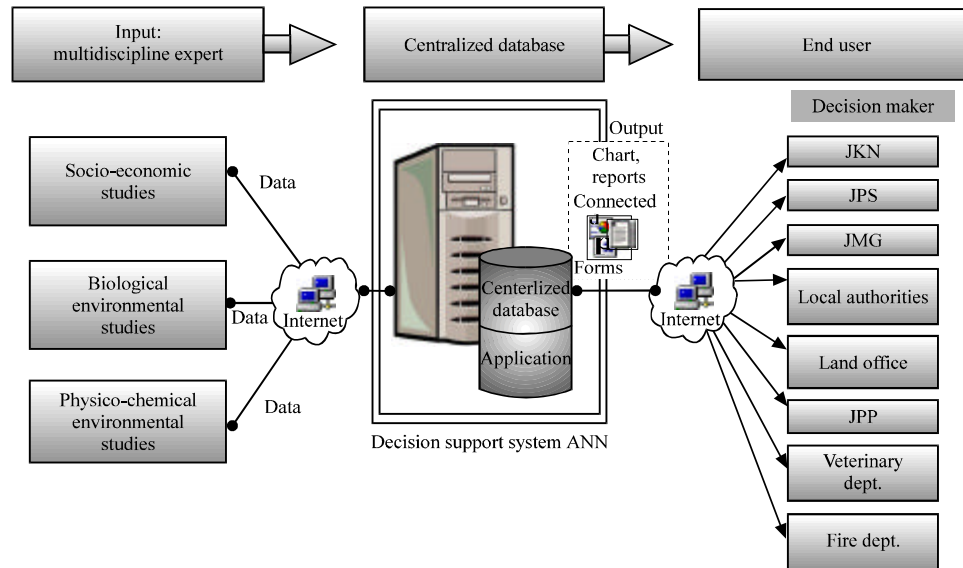 Input:
multidiscipline expert
Centralized database
End user
Decision maker
Socio-economic
studies
Data
Biological
environmental
studies
Data
Physico-chemical
environmental
studies
Data
Internet
Output
Chart,
reports
Connected
Forms
Centerlized
database
Application
Decision support system ANN
Internet
JKN
JPS
JMG
Local authorities
Land office
JPP
Veterinary
dept.
Fire dept.